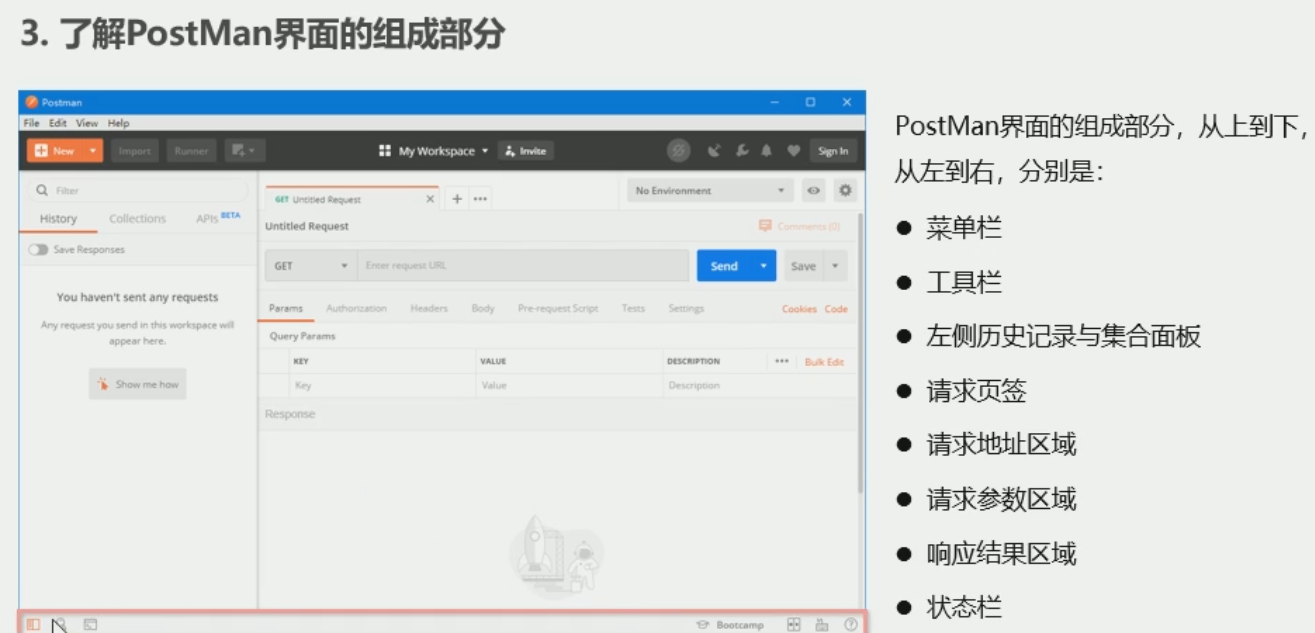 3. 了解PostMan界面的组成部分
Postman
File Edit View Help
New Import Runner My Workspace Invite Sign In
Filter
History Collections APIs BETA
Save Responses
You haven't sent any requests
Any request you send in this workspace will
appear here.
Show me how
GET Untitled Request
No Environment
Untitled Request
Comments (0)
GET Enter request URL Send Save
Params Authorization Headers Body Pre-request Script Tests Settings Cookies Code
Query Params
KEY VALUE DESCRIPTION Bulk Edit
Key Value Description
Response
Bootcamp
PostMan界面的组成部分，从上到下，
从左到右，分别是：
● 菜单栏
● 工具栏
● 左侧历史记录与集合面板
● 请求页签
● 请求地址区域
● 请求参数区域
● 响应结果区域
● 状态栏